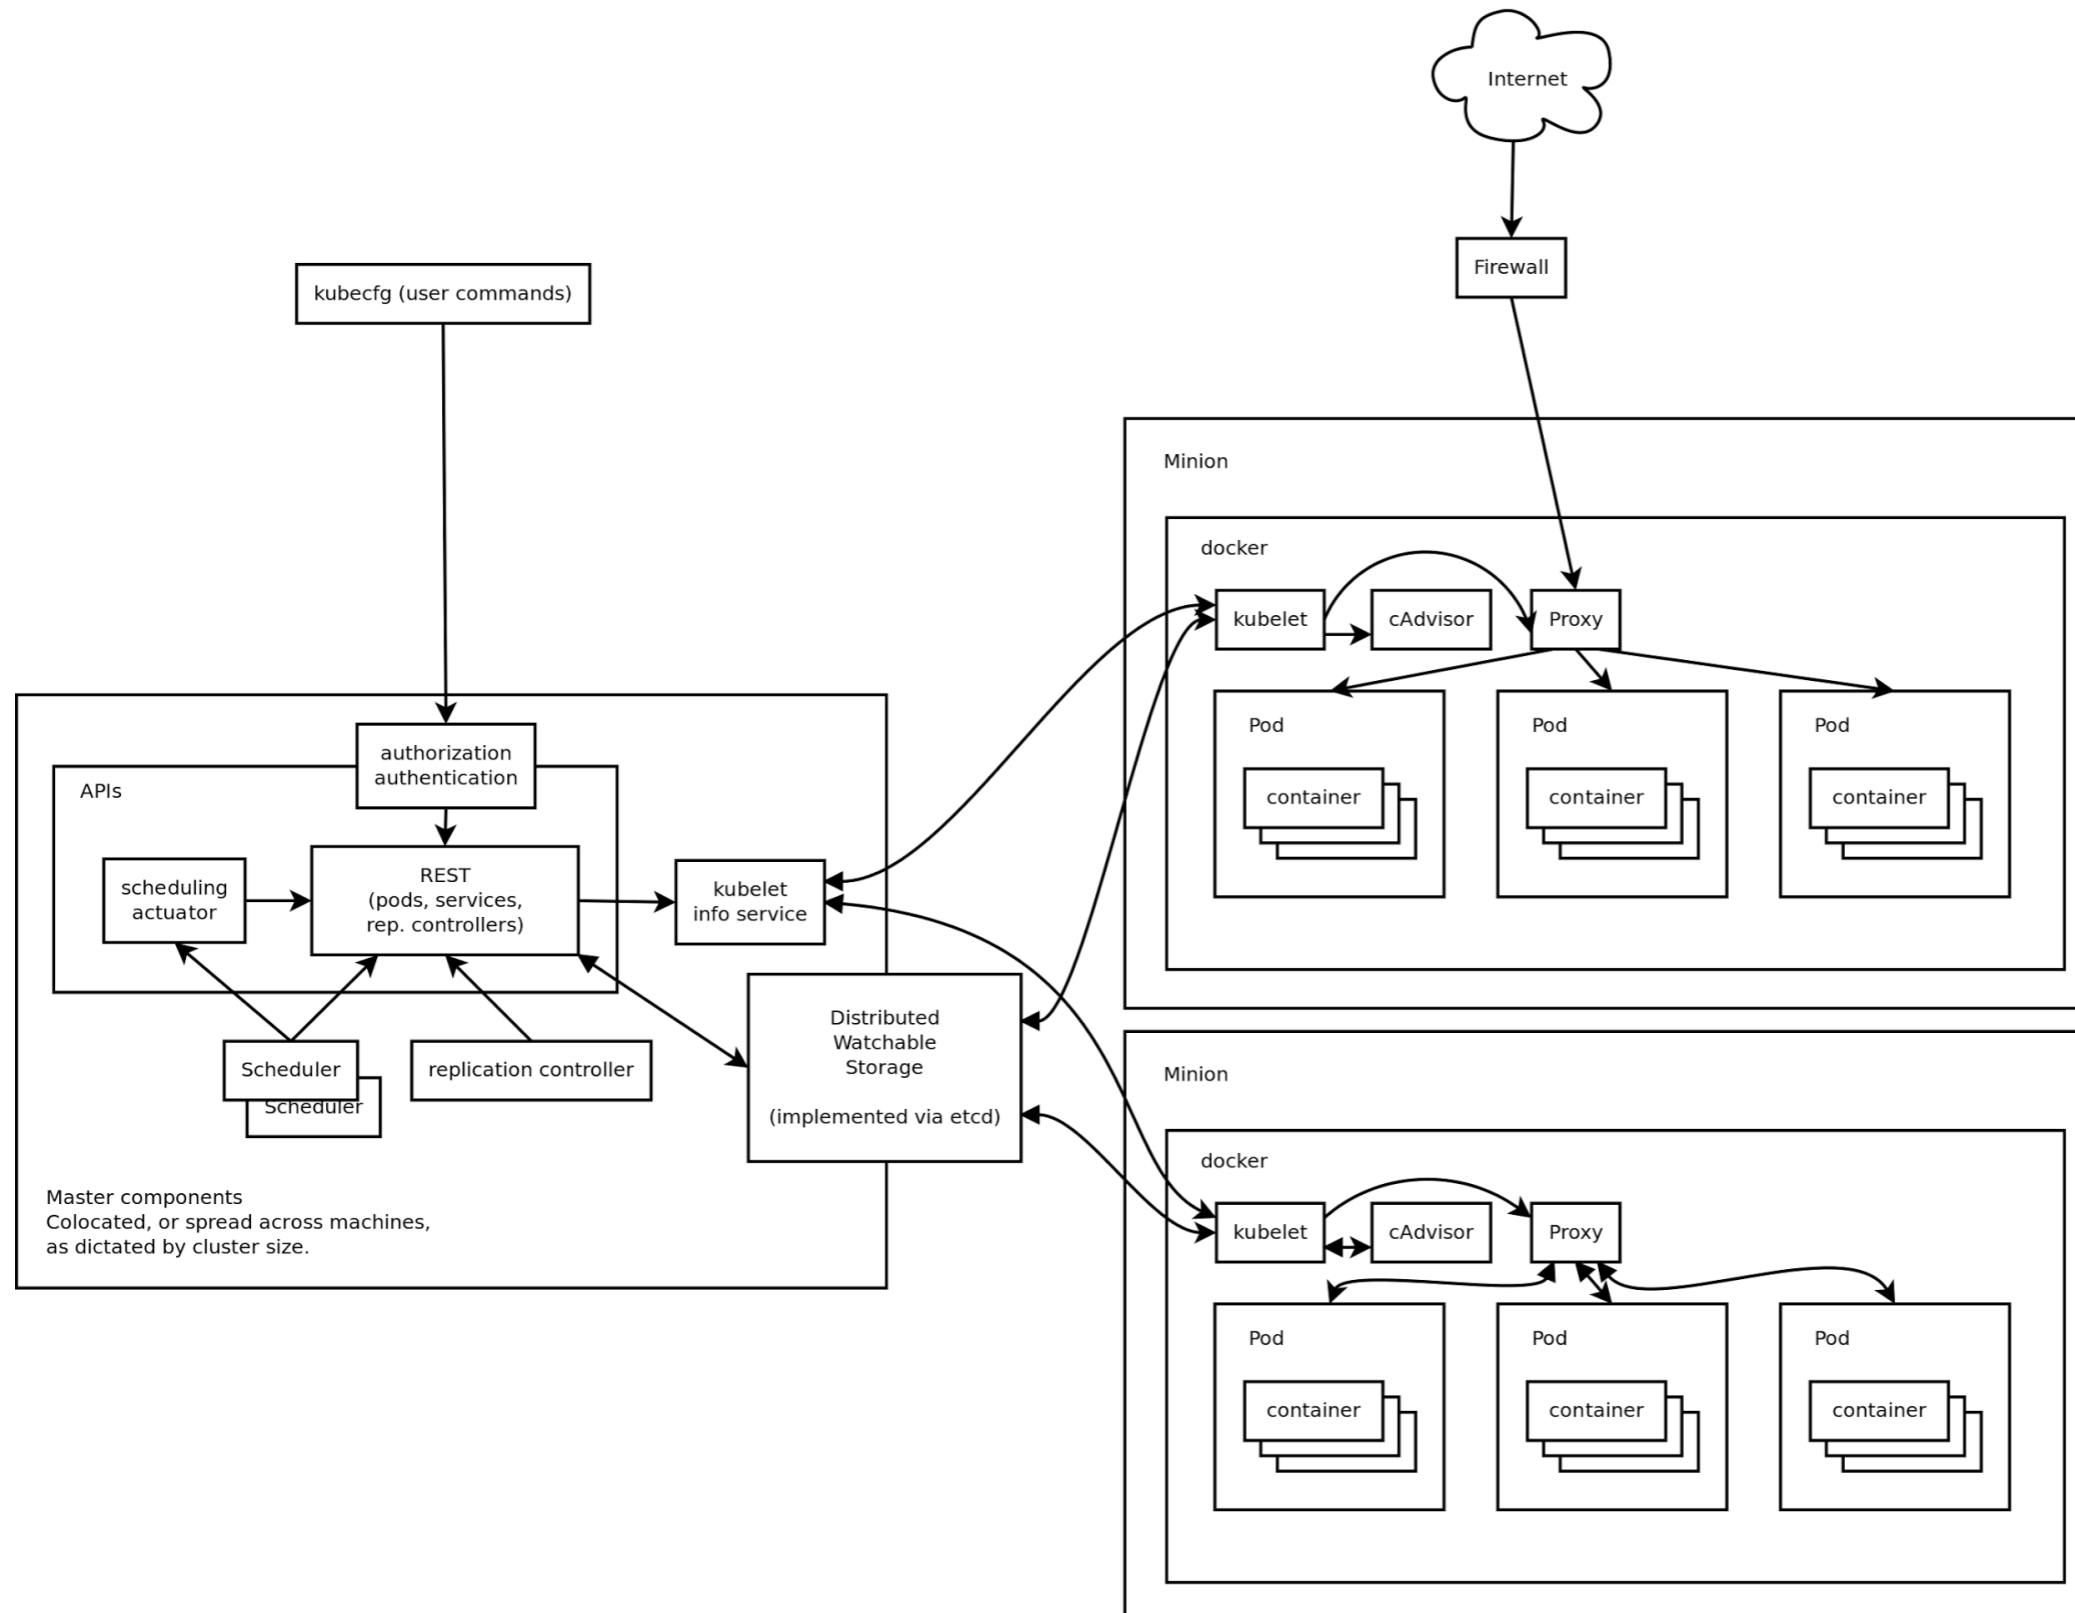 Internet
Firewall
kubecfg (user commands)
Minion
docker
kubelet
cAdvisor
Proxy
Pod
container
Pod
container
Pod
container
authorization
authentication
APIs
scheduling
actuator
REST
(pods, services,
rep. controllers)
kubelet
info service
Distributed
Watchable
Storage
(implemented via etcd)
Scheduler
Scheduler
replication controller
Master components
Colocated, or spread across machines,
as dictated by cluster size.
Minion
docker
kubelet
cAdvisor
Proxy
Pod
container
Pod
container
Pod
container